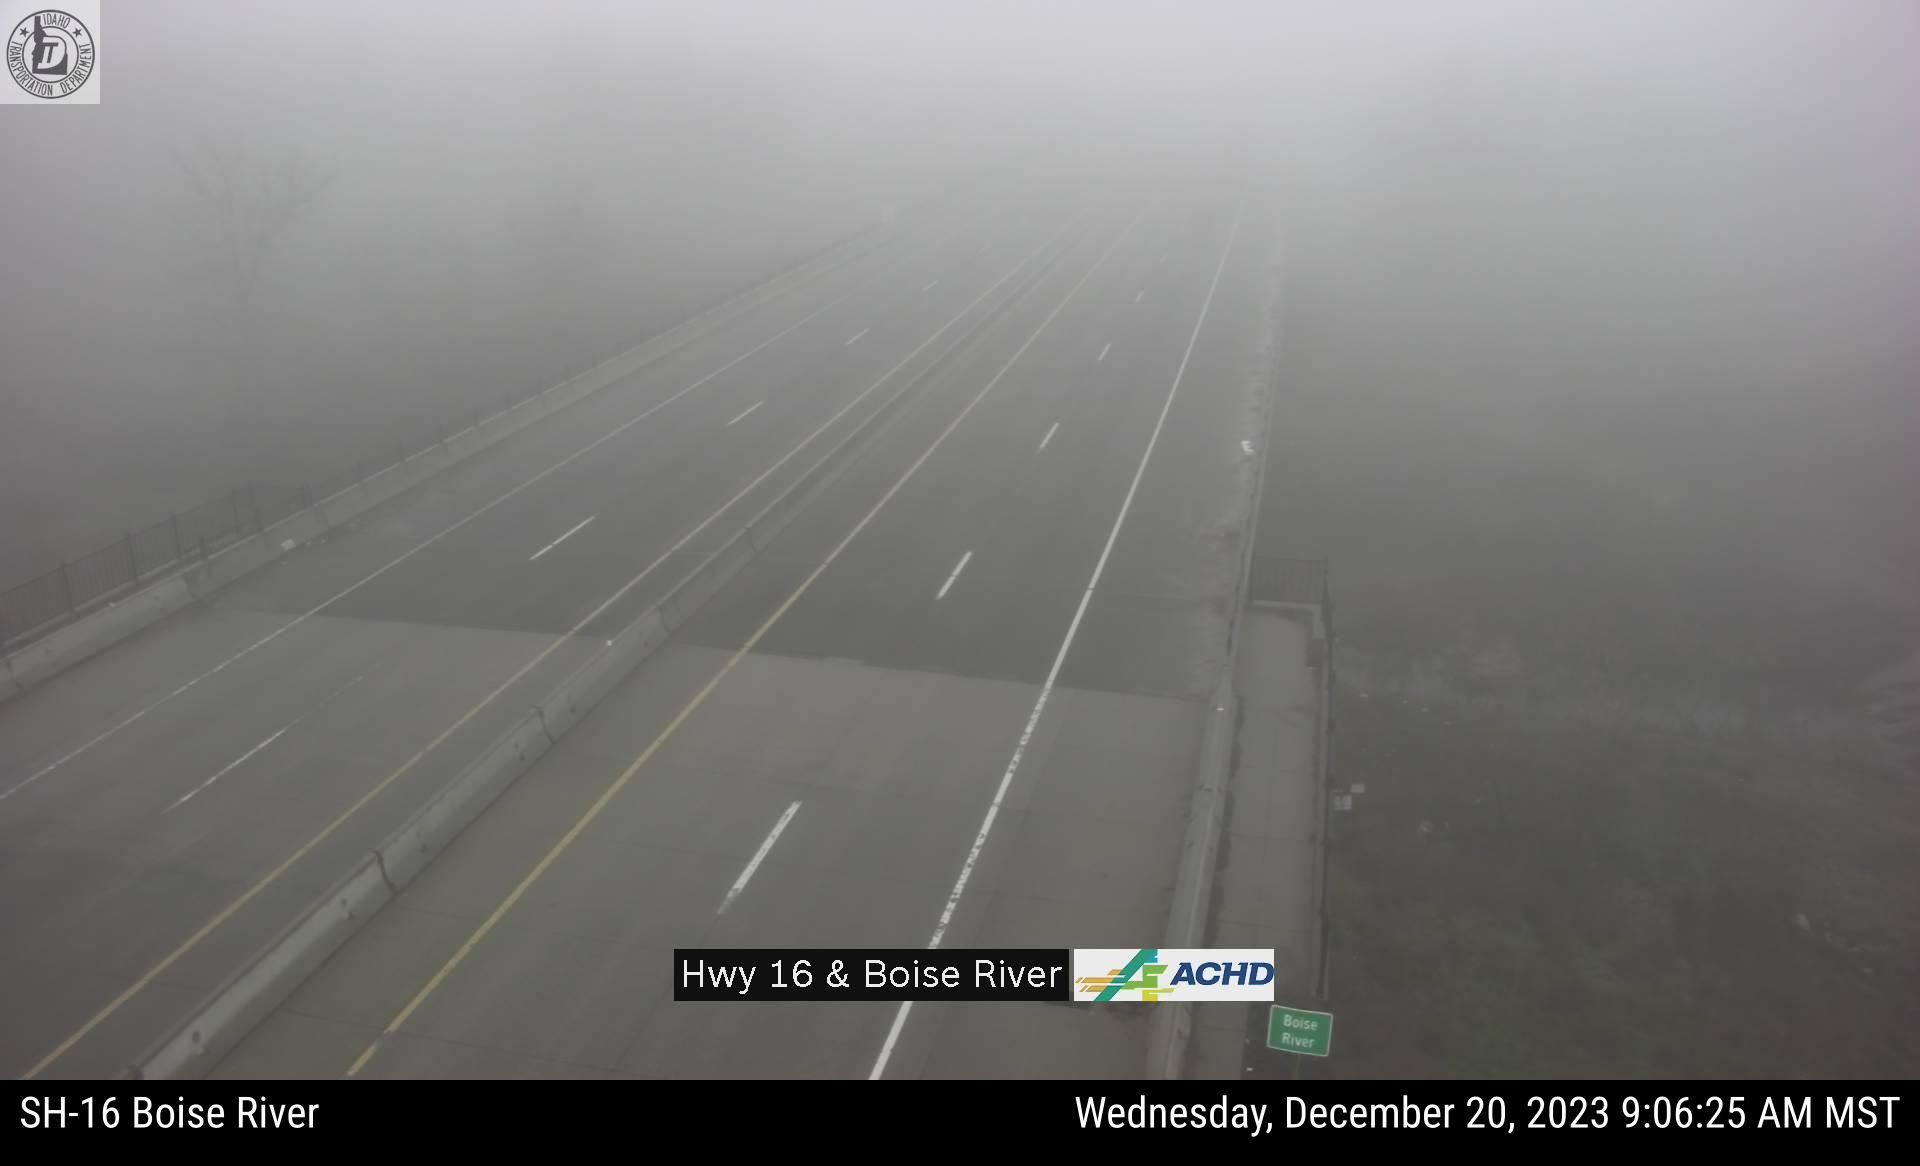 IDAHO
TRANSPORTATION DEPARTMENT
ITD
Hwy 16 & Boise River
ACHD
Boise
River
SH-16 Boise River
Wednesday, December 20, 2023 9:06:25 AM MST